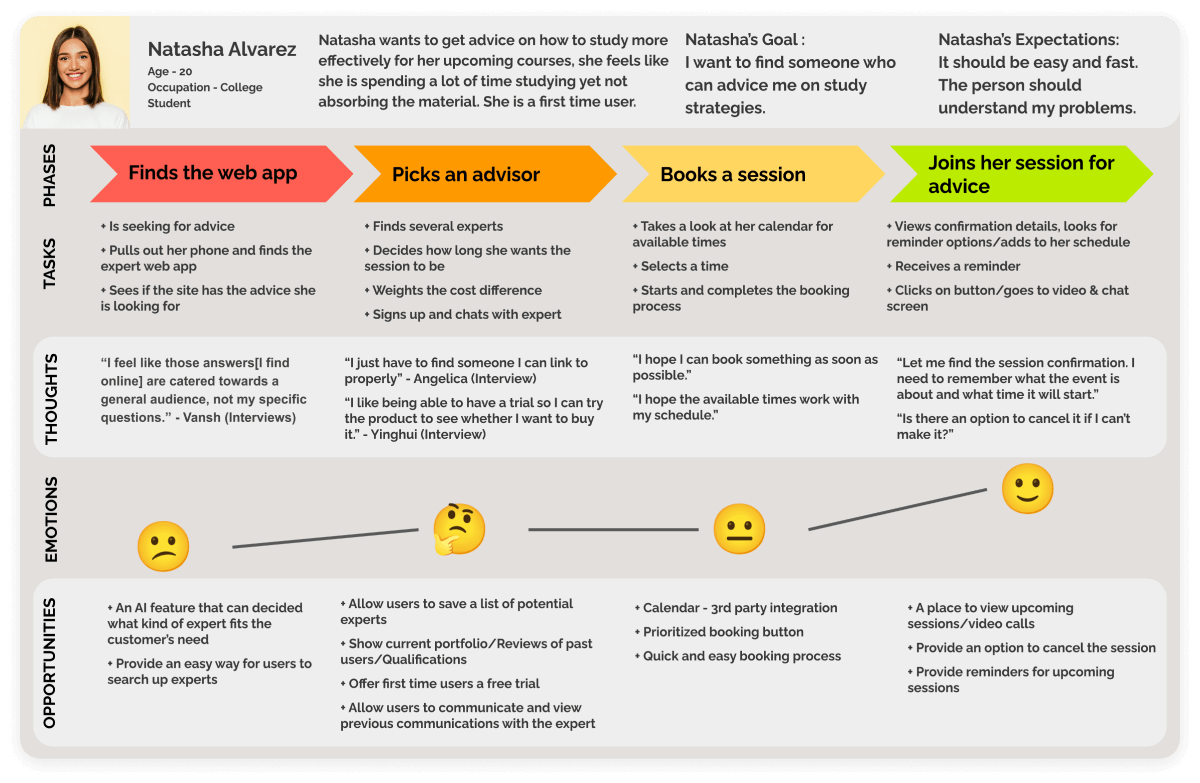 Natasha Alvarez
Age - 20
Occupation - College
Student
Natasha wants to get advice on how to study more
effectively for her upcoming courses, she feels like
she is spending a lot of time studying yet not
absorbing the material. She is a first time user.
Natasha's Goal :
I want to find someone who
can advice me on study
strategies.
Natasha's Expectations:
It should be easy and fast.
The person should
understand my problems.
PHASES
Finds the web app
Picks an advisor
Books a session
Joins her session for
advice
TASKS
+ Is seeking for advice
+ Pulls out her phone and finds the
expert web app
+ Sees if the site has the advice she
is looking for
+ Finds several experts
+ Decides how long she wants the
session to be
+ Weights the cost difference
+ Signs up and chats with expert
+ Takes a look at her calendar for
available times
+ Selects a time
+ Starts and completes the booking
process
+ Views confirmation details, looks for
reminder options/adds to her schedule
+ Receives a reminder
+ Clicks on button/goes to video & chat
screen
THOUGHTS
“I feel like those answers[I find
online] are catered towards a
general audience, not my specific
questions.” - Vansh (Interviews)
“I just have to find someone I can link to
properly” - Angelica (Interview)
“I like being able to have a trial so I can try
the product to see whether I want to buy
it.” - Yinghui (Interview)
“I hope I can book something as soon as
possible.”
“I hope the available times work with
my schedule.”
“Let me find the session confirmation. I
need to remember what the event is
about and what time it will start.”
“Is there an option to cancel it if I can’t
make it?”
EMOTIONS
OPPORTUNITIES
+ An AI feature that can decided
what kind of expert fits the
customer’s need
+ Provide an easy way for users to
search up experts
+ Allow users to save a list of potential
experts
+ Show current portfolio/Reviews of past
users/Qualifications
+ Offer first time users a free trial
+ Allow users to communicate and view
previous communications with the expert
+ Calendar - 3rd party integration
+ Prioritized booking button
+ Quick and easy booking process
+ A place to view upcoming
sessions/video calls
+ Provide an option to cancel the session
+ Provide reminders for upcoming
sessions